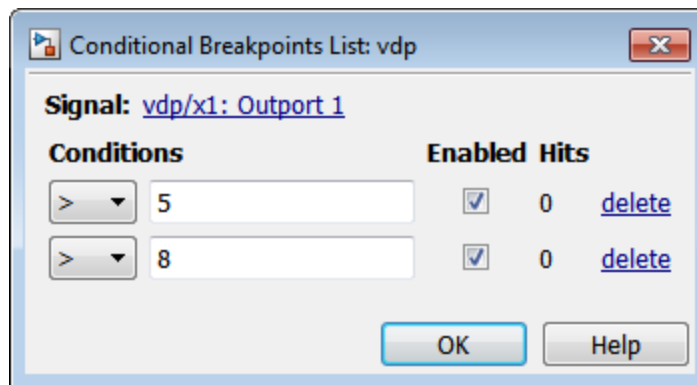 Conditional Breakpoints List: vdp
Signal: vdp/x1: Outport 1
Conditions Enabled Hits
> 5 0 delete
> 8 0 delete
OK Help